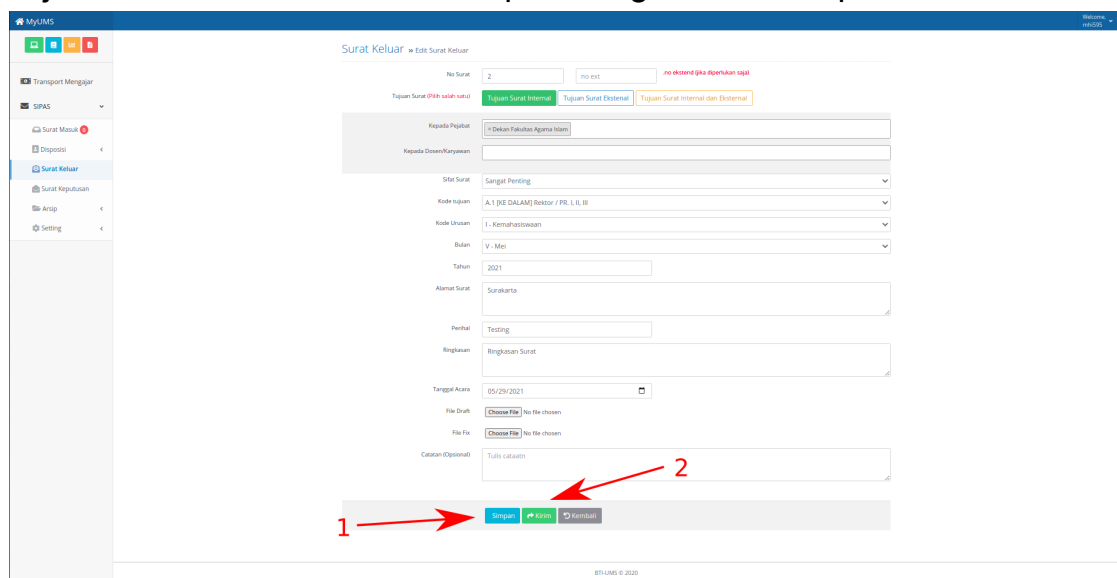 MyUMS
Welcome,
mhi595
Surat Keluar » Edit Surat Keluar
No Surat 2 no ext .no ekstend (jika diperlukan saja)
Transport Mengajar
Tujuan Surat (Pilih salah satu) Tujuan Surat Internal Tujuan Surat Ekstenal Tujuan Surat Internal dan Eksternal
SIPAS
Surat Masuk
Kepada Pejabat × Dekan Fakultas Agama Islam
Disposisi
Kepada Dosen/Karyawan
Surat Keluar
Sifat Surat Sangat Penting
Surat Keputusan
Kode tujuan A.1 [KE DALAM] Rektor / PR. I, II, III
Arsip
Kode Urusan I - Kemahasiswaan
Setting
Bulan V - Mei
Tahun 2021
Alamat Surat Surakarta
Perihal Testing
Ringkasan Ringkasan Surat
Tanggal Acara 05/29/2021
File Draft Choose File No file chosen
File Fix Choose File No file chosen
Catatan (Opsional) Tulis cataatn
2
Simpan Kirim Kembali
1
BTI-UMS © 2020